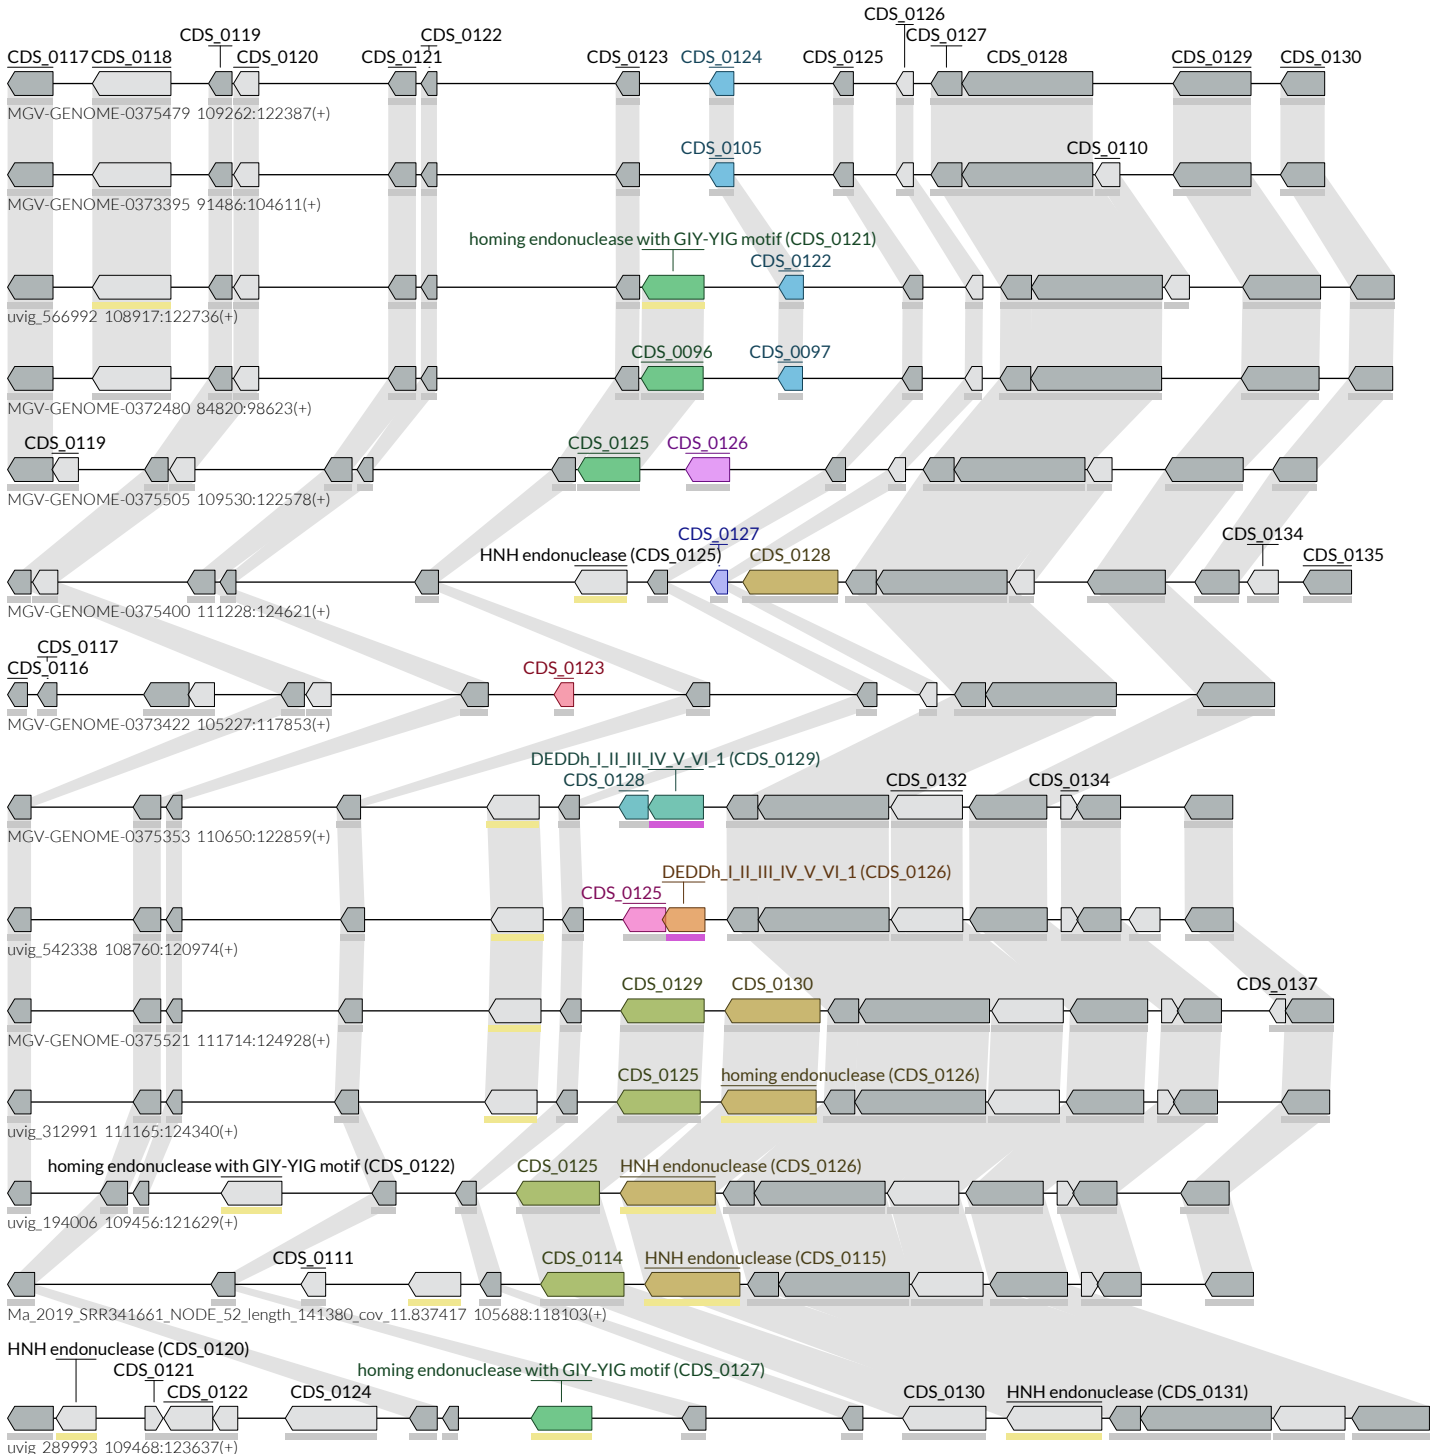 CDS_0126
CDS_0119 CDS_0122 CDS_0127
CDS_0117 CDS_0118 CDS_0120 CDS_0121 CDS_0123 CDS_0124 CDS_0125 CDS_0128 CDS_0129 CDS_0130
MGV-GENOME-0375479 109262:122387(+)
CDS_0105 CDS_0110
MGV-GENOME-0373395 91486:104611(+)
homing endonuclease with GIY-YIG motif (CDS_0121)
CDS_0122
uvig_566992 108917:122736(+)
CDS_0096 CDS_0097
MGV-GENOME-0372480 84820:98623(+)
CDS_0119 CDS_0125 CDS_0126
MGV-GENOME-0375505 109530:122578(+)
CDS_0127 CDS_0134
HNH endonuclease (CDS_0125) CDS_0128 CDS_0135
MGV-GENOME-0375400 111228:124621(+)
CDS_0117
CDS_0116 CDS_0123
MGV-GENOME-0373422 105227:117853(+)
DEDDh_I_II_III_IV_V_VI_1 (CDS_0129)
CDS_0128 CDS_0132 CDS_0134
MGV-GENOME-0375353 110650:122859(+)
DEDDh_I_II_III_IV_V_VI_1 (CDS_0126)
CDS_0125
uvig_542338 108760:120974(+)
CDS_0129 CDS_0130 CDS_0137
MGV-GENOME-0375521 111714:124928(+)
CDS_0125 homing endonuclease (CDS_0126)
uvig_312991 111165:124340(+)
homing endonuclease with GIY-YIG motif (CDS_0122) CDS_0125 HNH endonuclease (CDS_0126)
uvig_194006 109456:121629(+)
CDS_0111 CDS_0114 HNH endonuclease (CDS_0115)
Ma_2019_SRR341661_NODE_52_length_141380_cov_11.837417 105688:118103(+)
HNH endonuclease (CDS_0120)
CDS_0121 homing endonuclease with GIY-YIG motif (CDS_0127)
CDS_0122 CDS_0124 CDS_0130 HNH endonuclease (CDS_0131)
uvig_289993 109468:123637(+)